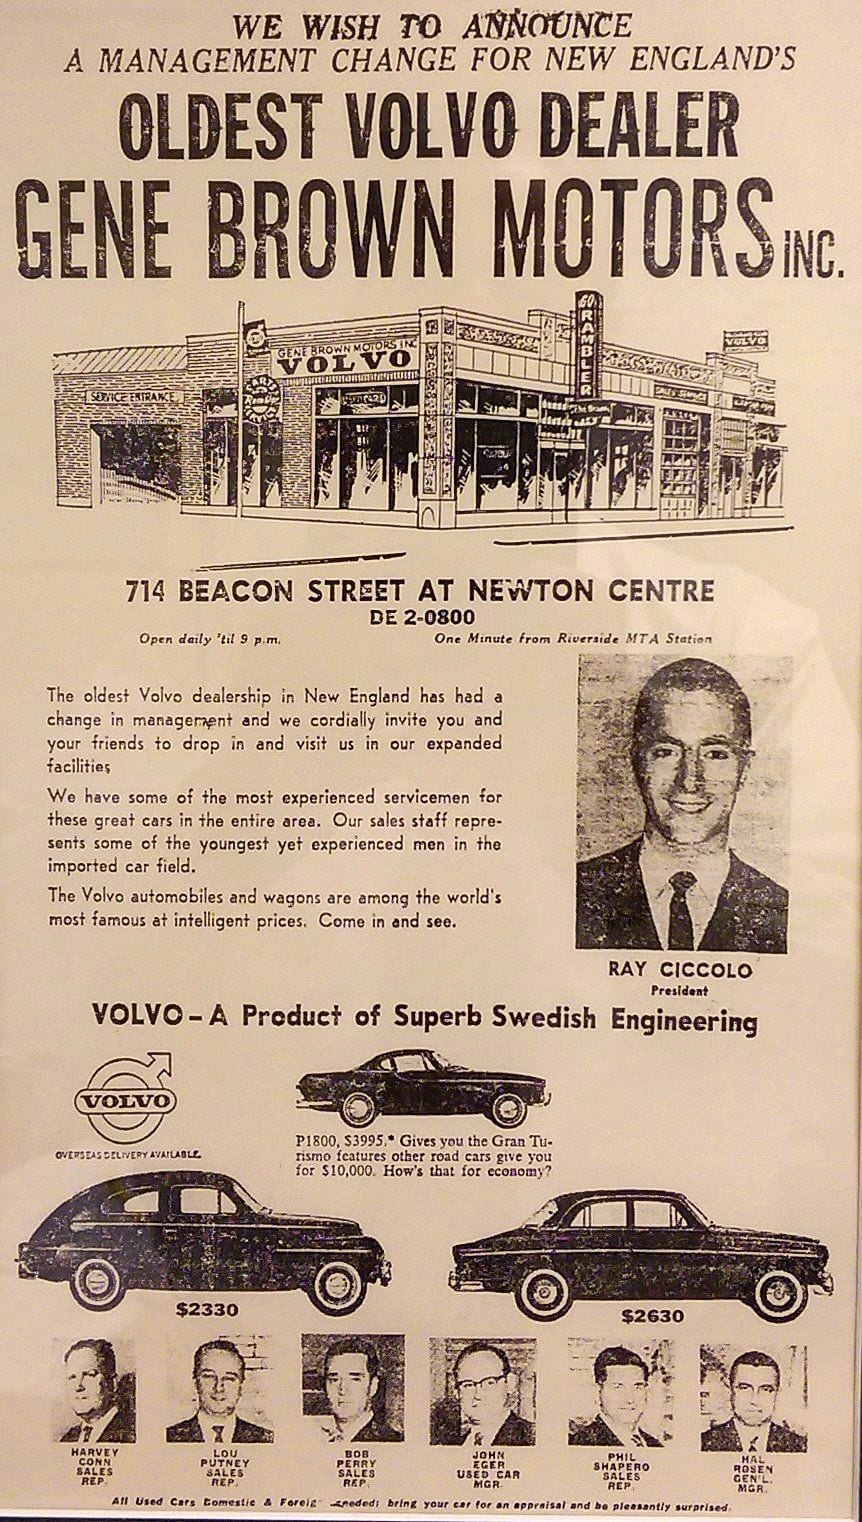 WE WISH TO ANNOUNCE
A MANAGEMENT CHANGE FOR NEW ENGLAND'S
OLDEST VOLVO DEALER
GENE BROWN MOTORS INC.
GO RAMBLER
VOLVO
GENE BROWN MOTORS INC
VOLVO
SERVICE ENTRANCE
714 BEACON STREET AT NEWTON CENTRE
DE 2-0800
Open daily 'til 9 p.m.
One Minute from Riverside MTA Station
The oldest Volvo dealership in New England has had a
change in management and we cordially invite you and
your friends to drop in and visit us in our expanded
facilities
We have some of the most experienced servicemen for
these great cars in the entire area. Our sales staff repre-
sents some of the youngest yet experienced men in the
imported car field.
The Volvo automobiles and wagons are among the world's
most famous at intelligent prices. Come in and see.
RAY CICCOLO
President
VOLVO – A Product of Superb Swedish Engineering
VOLVO
OVERSEAS DELIVERY AVAILABLE.
P1800, $3995.* Gives you the Gran Tu-
rismo features other road cars give you
for $10,000. How's that for economy?
$2330
$2630
HARVEY
CONN
SALES
REP.
LOU
PUTNEY
SALES
REP.
BOB
PERRY
SALES
REP.
JOHN
EGER
USED CAR
MGR.
PHIL
SHAPERO
SALES
REP.
HAL
ROSEN
GEN'L.
MGR.
All Used Cars Domestic & Foreign needed: bring your car for an appraisal and be pleasantly surprised.